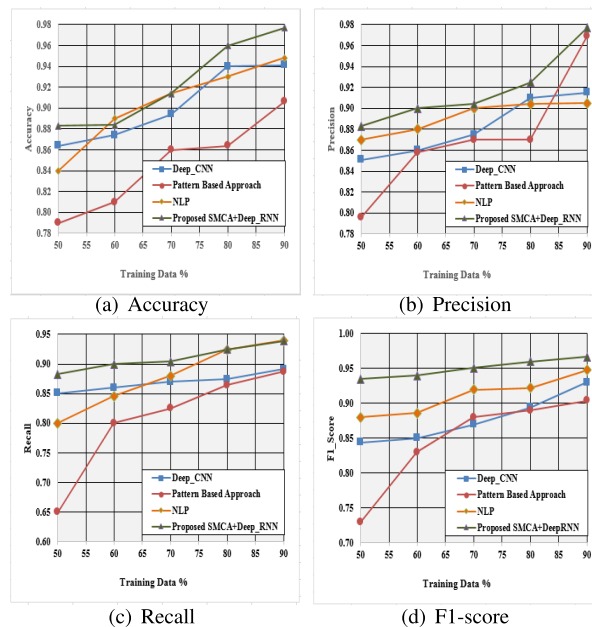 0.98
0.96
0.94
0.92
0.90
0.88
0.86
0.84
0.82
0.80
0.78
Accuracy
Deep_CNN
Pattern Based Approach
NLP
Proposed SMCA+Deep_RNN
50 55 60 65 70 75 80 85 90
Training Data %
(a) Accuracy
0.98
0.96
0.94
0.92
0.90
0.88
0.86
0.84
0.82
0.80
0.78
Precision
Deep_CNN
Pattern Based Approach
NLP
Proposed SMCA+Deep_RNN
50 55 60 65 70 75 80 85 90
Training Data %
(b) Precision
0.95
0.90
0.85
0.80
0.75
0.70
0.65
0.60
Recall
Deep_CNN
Pattern Based Approach
NLP
Proposed SMCA+Deep_RNN
50 55 60 65 70 75 80 85 90
Training Data %
(c) Recall
1.00
0.95
0.90
0.85
0.80
0.75
0.70
F1_Score
Deep_CNN
Pattern Based Approach
NLP
Proposed SMCA+DeepRNN
50 55 60 65 70 75 80 85 90
Training Data %
(d) F1-score